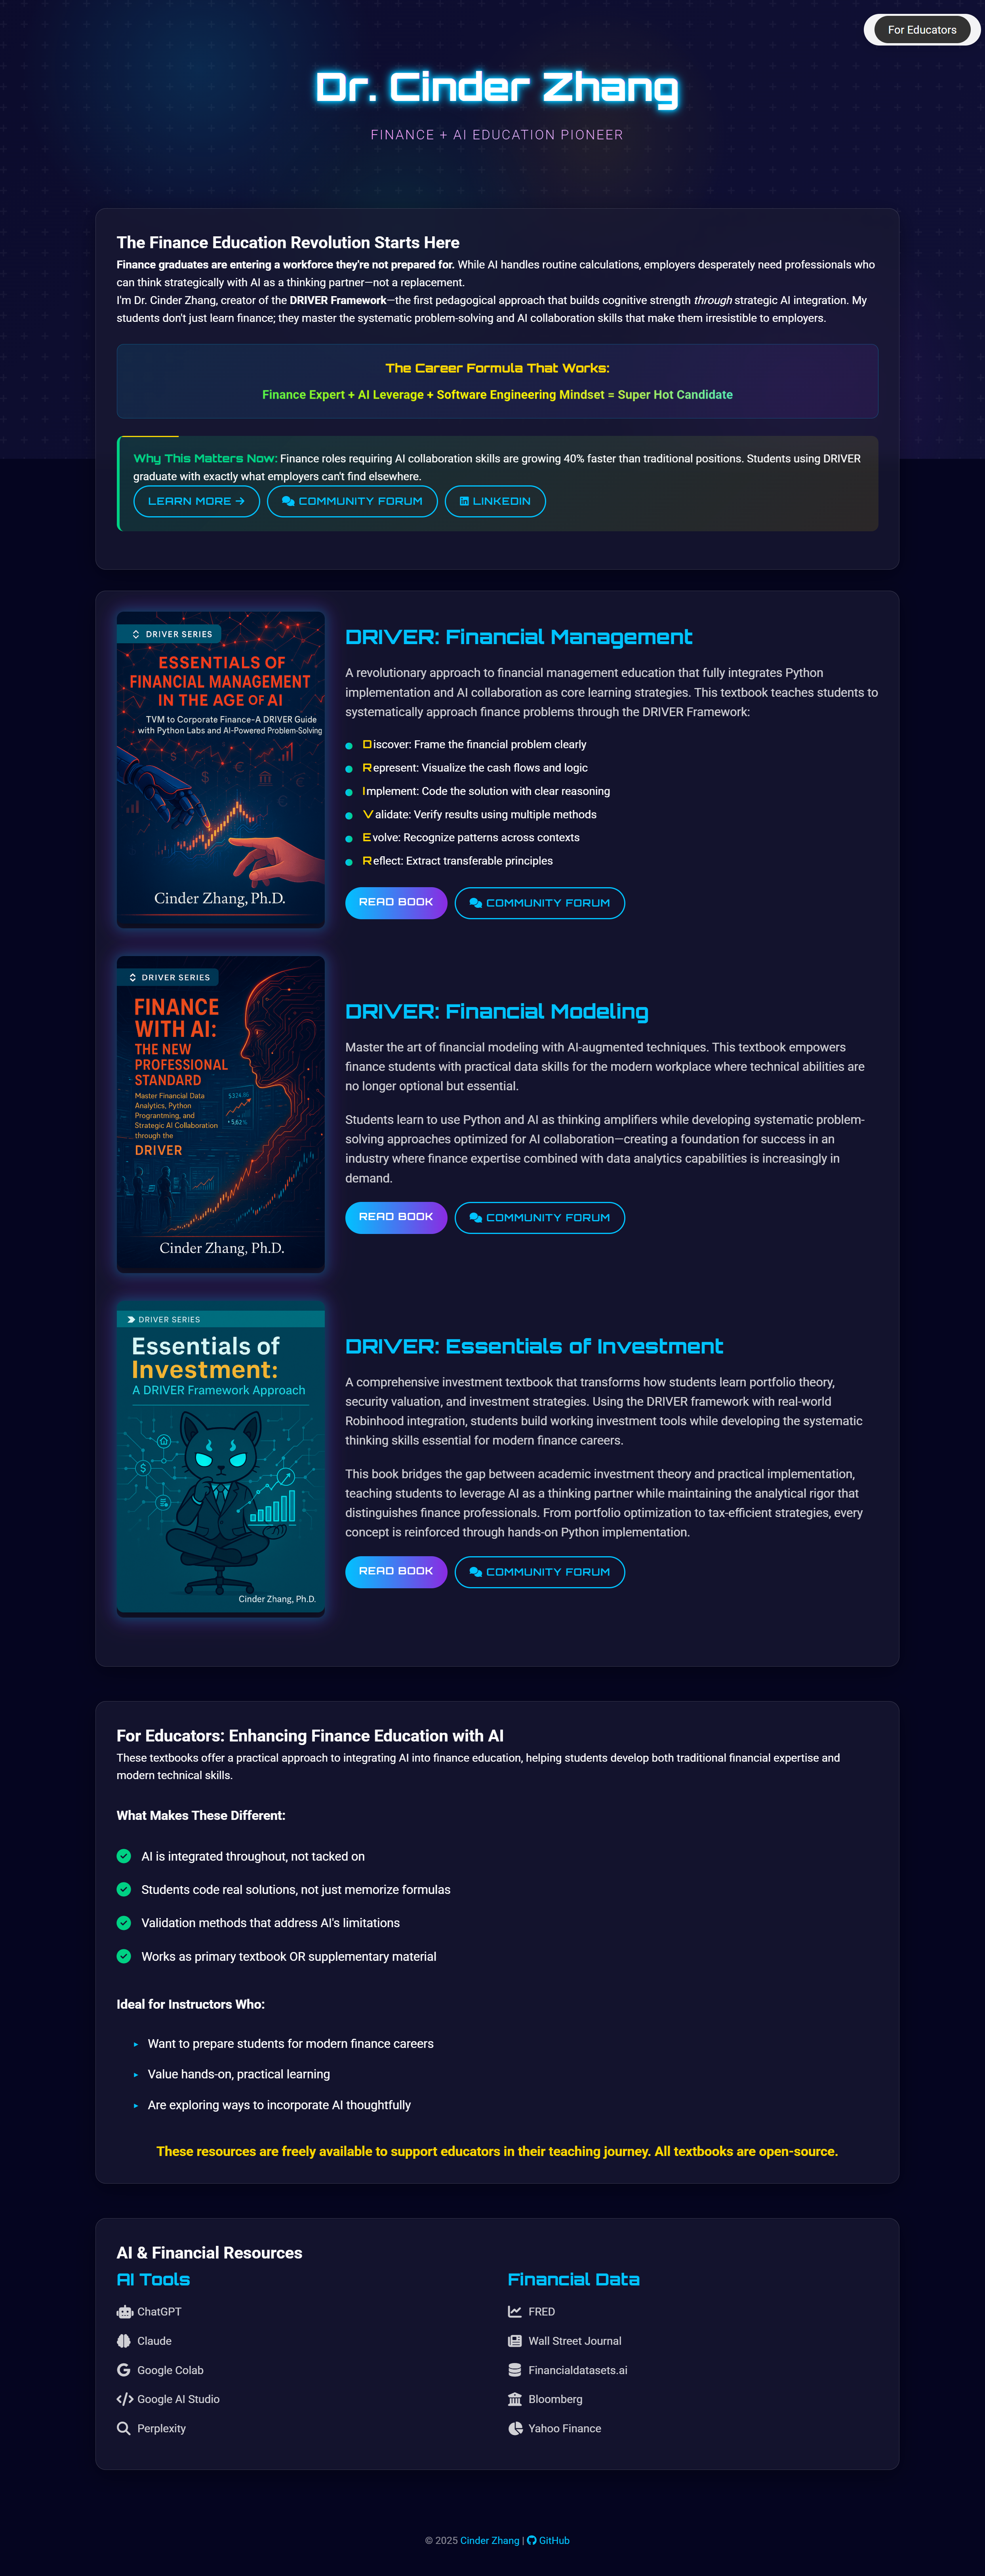 For Educators
Dr. Cinder Zhang
FINANCE + AI EDUCATION PIONEER
The Finance Education Revolution Starts Here
Finance graduates are entering a workforce they're not prepared for. While AI handles routine calculations, employers desperately need professionals who
can think strategically with AI as a thinking partner—not a replacement.
I'm Dr. Cinder Zhang, creator of the DRIVER Framework—the first pedagogical approach that builds cognitive strength through strategic AI integration. My
students don't just learn finance; they master the systematic problem-solving and AI collaboration skills that make them irresistible to employers.
The Career Formula That Works:
Finance Expert + AI Leverage + Software Engineering Mindset = Super Hot Candidate
Why This Matters Now: Finance roles requiring AI collaboration skills are growing 40% faster than traditional positions. Students using DRIVER
graduate with exactly what employers can't find elsewhere.
LEARN MORE → COMMUNITY FORUM LINKEDIN
DRIVER SERIES
ESSENTIALS OF
FINANCIAL MANAGEMENT
IN THE AGE OF AI
TVM to Corporate Finance-A DRIVER Guide
with Python Labs and AI-Powered Problem-Solving
Cinder Zhang, Ph.D.
DRIVER: Financial Management
A revolutionary approach to financial management education that fully integrates Python
implementation and AI collaboration as core learning strategies. This textbook teaches students to
systematically approach finance problems through the DRIVER Framework:
Discover: Frame the financial problem clearly
Represent: Visualize the cash flows and logic
Implement: Code the solution with clear reasoning
Validate: Verify results using multiple methods
Evolve: Recognize patterns across contexts
Reflect: Extract transferable principles
READ BOOK COMMUNITY FORUM
DRIVER SERIES
FINANCE
WITH AI:
THE NEW
PROFESSIONAL
STANDARD
Master Financial Data
Analytics, Python
Programtming, and
Strategic AI Collaboration
through the
DRIVER
Cinder Zhang, Ph.D.
DRIVER: Financial Modeling
Master the art of financial modeling with AI-augmented techniques. This textbook empowers
finance students with practical data skills for the modern workplace where technical abilities are
no longer optional but essential.
Students learn to use Python and AI as thinking amplifiers while developing systematic problem-
solving approaches optimized for AI collaboration—creating a foundation for success in an
industry where finance expertise combined with data analytics capabilities is increasingly in
demand.
READ BOOK COMMUNITY FORUM
DRIVER SERIES
Essentials of
Investment:
A DRIVER Framework Approach
Cinder Zhang, Ph.D.
DRIVER: Essentials of Investment
A comprehensive investment textbook that transforms how students learn portfolio theory,
security valuation, and investment strategies. Using the DRIVER framework with real-world
Robinhood integration, students build working investment tools while developing the systematic
thinking skills essential for modern finance careers.
This book bridges the gap between academic investment theory and practical implementation,
teaching students to leverage AI as a thinking partner while maintaining the analytical rigor that
distinguishes finance professionals. From portfolio optimization to tax-efficient strategies, every
concept is reinforced through hands-on Python implementation.
READ BOOK COMMUNITY FORUM
For Educators: Enhancing Finance Education with AI
These textbooks offer a practical approach to integrating AI into finance education, helping students develop both traditional financial expertise and
modern technical skills.
What Makes These Different:
AI is integrated throughout, not tacked on
Students code real solutions, not just memorize formulas
Validation methods that address AI's limitations
Works as primary textbook OR supplementary material
Ideal for Instructors Who:
Want to prepare students for modern finance careers
Value hands-on, practical learning
Are exploring ways to incorporate AI thoughtfully
These resources are freely available to support educators in their teaching journey. All textbooks are open-source.
AI & Financial Resources
AI Tools
ChatGPT
Claude
Google Colab
Google AI Studio
Perplexity
Financial Data
FRED
Wall Street Journal
Financialdatasets.ai
Bloomberg
Yahoo Finance
© 2025 Cinder Zhang | GitHub